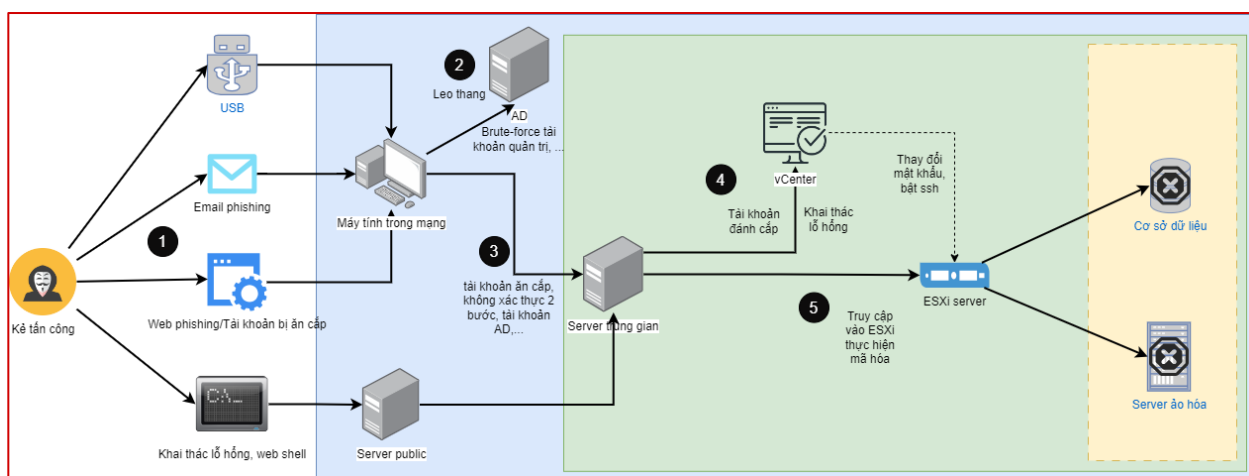 USB
Email phishing
1
Kẻ tấn công
Web phishing/Tài khoản bị ăn cắp
C:\_
Khai thác lỗ hổng, web shell
2
Leo thang
AD
Brute-force tài
khoản quản trị, ...
Máy tính trong mạng
3
tài khoản ăn cắp,
không xác thực 2
bước, tài khoản
AD,...
Server public
Server trung gian
4
Tài khoản
đánh cắp
vCenter
Khai thác
lỗ hổng
Thay đổi
mật khẩu,
bật ssh
5
Truy cập
vào ESXi
thực hiện
mã hóa
ESXi server
Cơ sở dữ liệu
Server ảo hóa